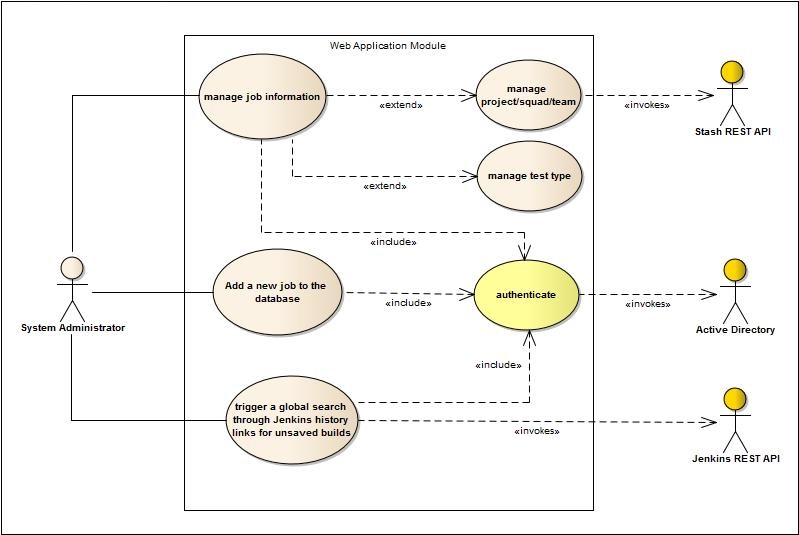 Web Application Module
manage job information
«extend»
manage
project/squad/team
«invokes»
Stash REST API
«extend»
manage test type
«include»
System Administrator
Add a new job to the
database
«include»
authenticate
«invokes»
Active Directory
«include»
trigger a global search
through Jenkins history
links for unsaved builds
«invokes»
Jenkins REST API